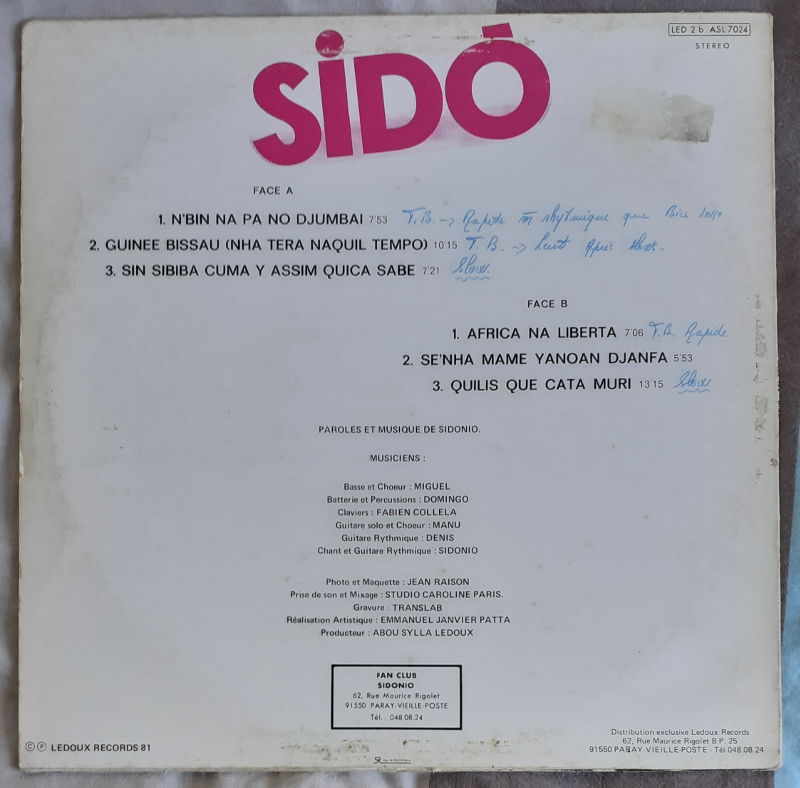 LED 2 b ASL 7024
STEREO
SIDÓ
FACE A
1. N'BIN NA PA NO DJUMBAI 7'53 T.B. -> Rapide rhytmique que
2. GUINEE BISSAU (NHA TERA NAQUIL TEMPO) 10'15 T.B. -> Lent Après slow.
3. SIN SIBIBA CUMA Y ASSIM QUICA SABE 7'21 Slow.
FACE B
1. AFRICA NA LIBERTA 7'06 T.B. Rapide
2. SE'NHA MAME YANOAN DJANFA 5'53
3. QUILIS QUE CATA MURI 13'15 Slow
PAROLES ET MUSIQUE DE SIDONIO.
MUSICIENS :
Basse et Choeur : MIGUEL
Batterie et Percussions : DOMINGO
Claviers : FABIEN COLLELA
Guitare solo et Choeur : MANU
Guitare Rythmique : DENIS
Chant et Guitare Rythmique : SIDONIO
Photo et Maquette : JEAN RAISON
Prise de son et Mixage : STUDIO CAROLINE PARIS.
Gravure : TRANSLAB
Réalisation Artistique : EMMANUEL JANVIER PATTA
Producteur : ABOU SYLLA LEDOUX
FAN CLUB
SIDONIO
62, Rue Maurice Rigolet
91550 PARAY-VIEILLE-POSTE
Tél. 048.08.24
© ℗ LEDOUX RECORDS 81
Distribution exclusive Ledoux Records
62, Rue Maurice Rigolet B.P. 25
91550 PARAY-VIEILLE-POSTE - Tél 048.08.24